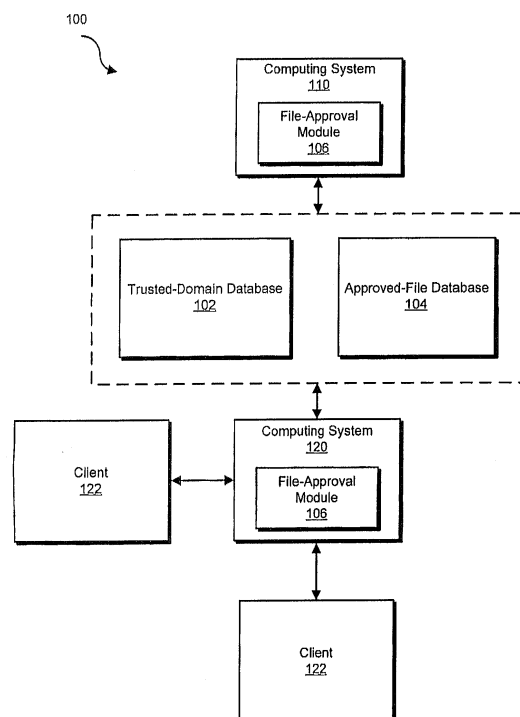 100
Computing System
110
File-Approval
Module
106
Trusted-Domain Database
102
Approved-File Database
104
Computing System
120
File-Approval
Module
106
Client
122
Client
122